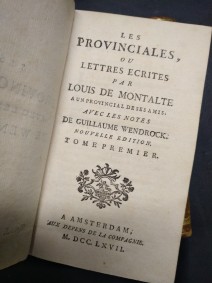 LES
PROVINCIALES,
OU
LETTRES ECRITES
PAR
LOUIS DE MONTALTE
A UN PROVINCIAL DE SES AMIS:
AVEC LES NOTES
DE GUILLAUME WENDROCK.
NOUVELLE EDITION.
TOME PREMIER.
A AMSTERDAM,
AUX DEPENS DE LA COMPAGNIE.
M. DCC. LXVII.